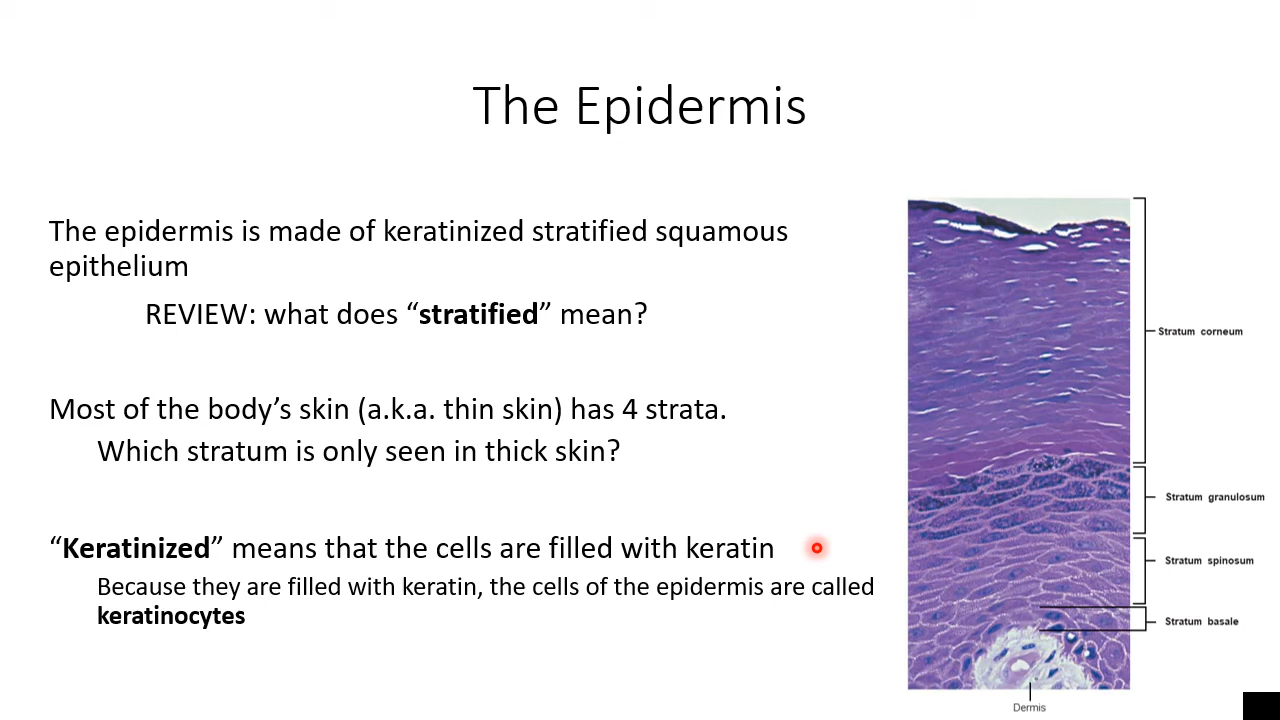 The Epidermis
The epidermis is made of keratinized stratified squamous
epithelium
REVIEW: what does “stratified” mean?
Most of the body’s skin (a.k.a. thin skin) has 4 strata.
Which stratum is only seen in thick skin?
“Keratinized” means that the cells are filled with keratin
Because they are filled with keratin, the cells of the epidermis are called
keratinocytes
Stratum corneum
Stratum granulosum
Stratum spinosum
Stratum basale
Dermis